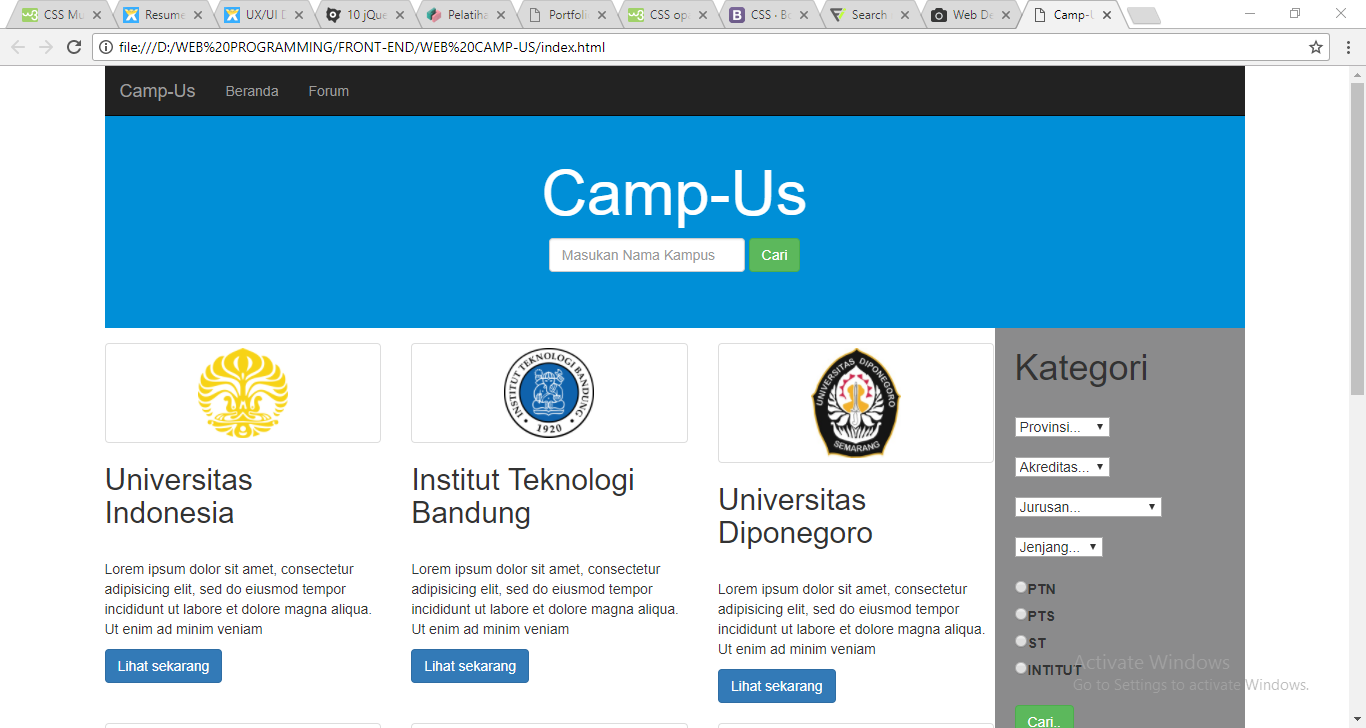 CSS Mu
Resume
UX/UI D
10 jQue
Pelatiha
Portfoli
CSS op
CSS · Bo
Search
Web De
Camp-U
file:///D:/WEB%20PROGRAMMING/FRONT-END/WEB%20CAMP-US/index.html
Camp-Us Beranda Forum
Camp-Us
Masukan Nama Kampus Cari
UNIVERSITAS DIPONEGORO
SEMARANG
INSTITUT TEKNOLOGI BANDUNG
1920
Universitas
Indonesia
Lorem ipsum dolor sit amet, consectetur
adipisicing elit, sed do eiusmod tempor
incididunt ut labore et dolore magna aliqua.
Ut enim ad minim veniam
Lihat sekarang
Institut Teknologi
Bandung
Lorem ipsum dolor sit amet, consectetur
adipisicing elit, sed do eiusmod tempor
incididunt ut labore et dolore magna aliqua.
Ut enim ad minim veniam
Lihat sekarang
Universitas
Diponegoro
Lorem ipsum dolor sit amet, consectetur
adipisicing elit, sed do eiusmod tempor
incididunt ut labore et dolore magna aliqua.
Ut enim ad minim veniam
Lihat sekarang
Kategori
Provinsi...
Akreditas...
Jurusan...
Jenjang...
PTN
PTS
ST
INTITUT
Cari..
Activate Windows
Go to Settings to activate Windows.